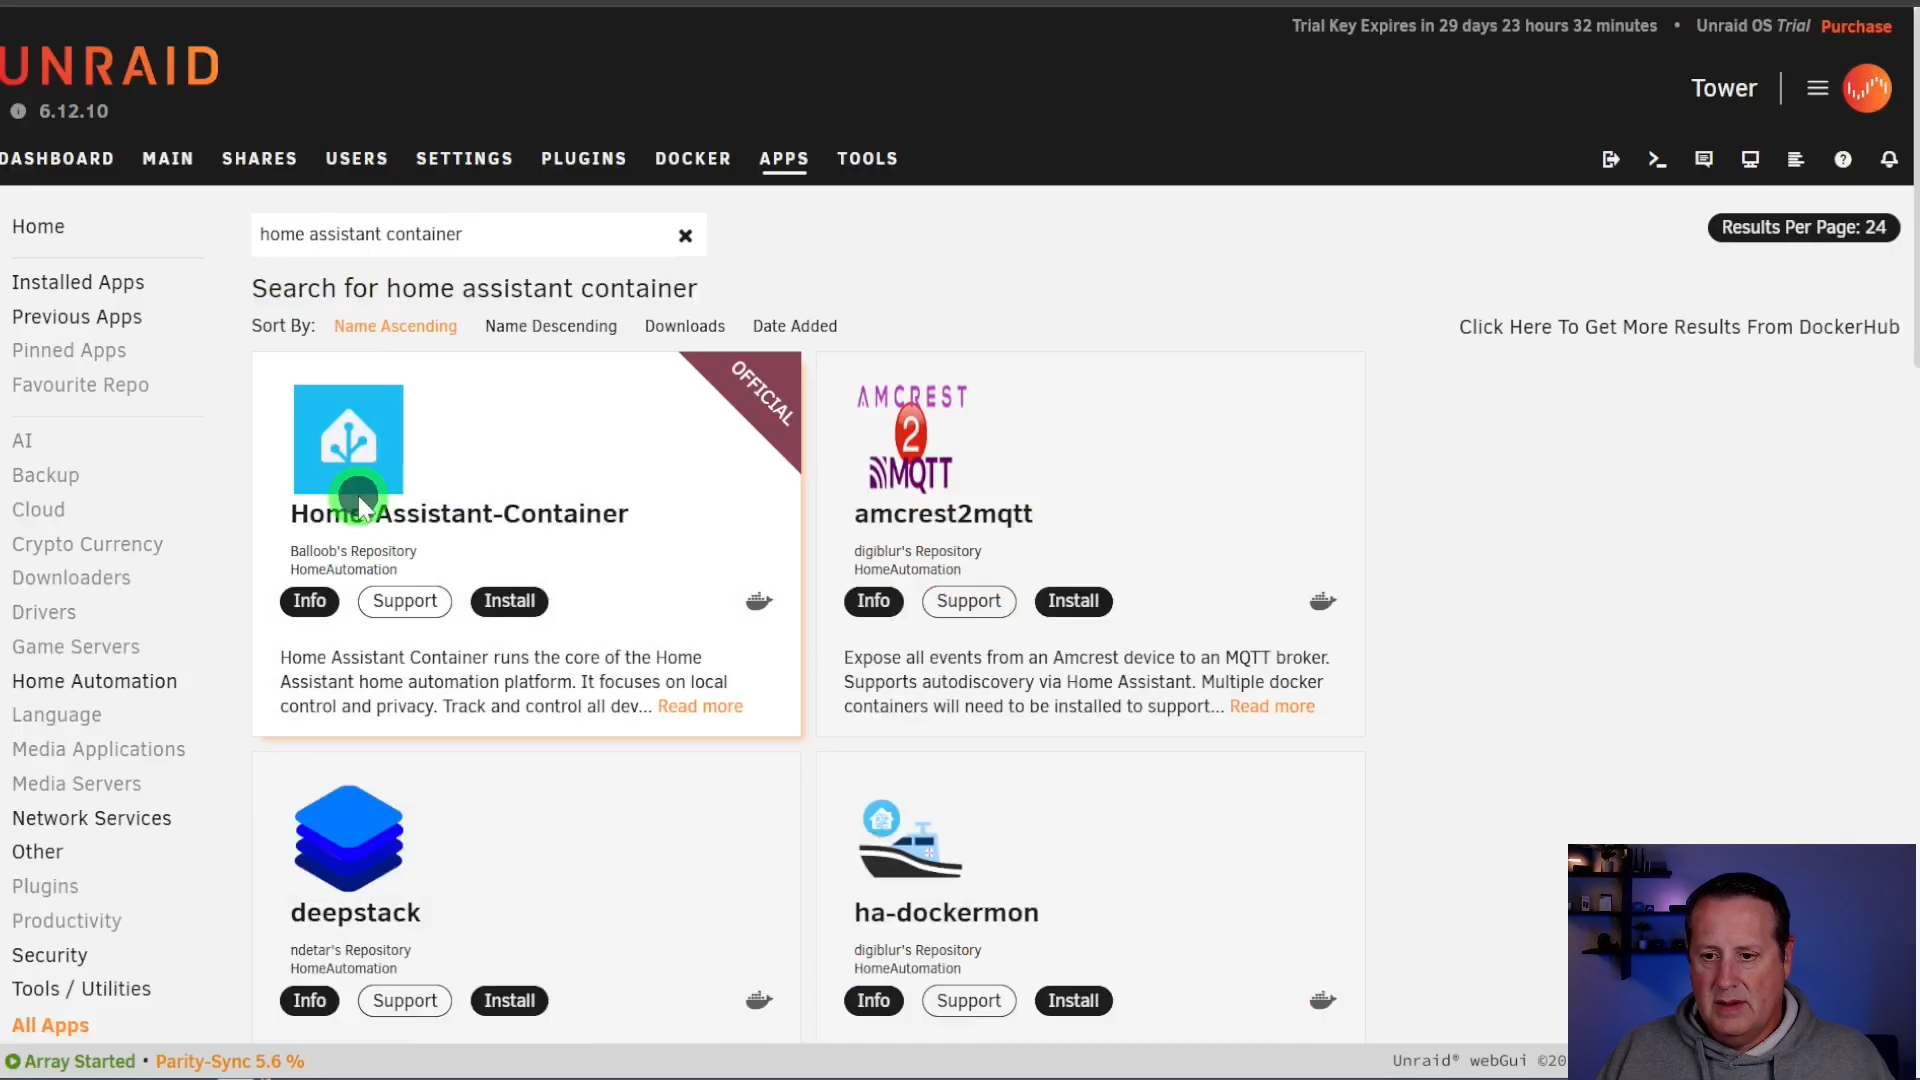 Trial Key Expires in 29 days 23 hours 32 minutes • Unraid OS Trial Purchase
UNRAID
6.12.10
Tower
DASHBOARD MAIN SHARES USERS SETTINGS PLUGINS DOCKER APPS TOOLS
Home
Installed Apps
Previous Apps
Pinned Apps
Favourite Repo
AI
Backup
Cloud
Crypto Currency
Downloaders
Drivers
Game Servers
Home Automation
Language
Media Applications
Media Servers
Network Services
Other
Plugins
Productivity
Security
Tools / Utilities
All Apps
home assistant container
Results Per Page: 24
Search for home assistant container
Sort By: Name Ascending Name Descending Downloads Date Added
Click Here To Get More Results From DockerHub
OFFICIAL
Home-Assistant-Container
Balloob's Repository
HomeAutomation
Info Support Install
Home Assistant Container runs the core of the Home
Assistant home automation platform. It focuses on local
control and privacy. Track and control all dev... Read more
AMCREST
2
MQTT
amcrest2mqtt
digiblur's Repository
HomeAutomation
Info Support Install
Expose all events from an Amcrest device to an MQTT broker.
Supports autodiscovery via Home Assistant. Multiple docker
containers will need to be installed to support... Read more
deepstack
ndetar's Repository
HomeAutomation
Info Support Install
ha-dockermon
digiblur's Repository
HomeAutomation
Info Support Install
Array Started • Parity-Sync 5.6 %
Unraid® webGui ©20